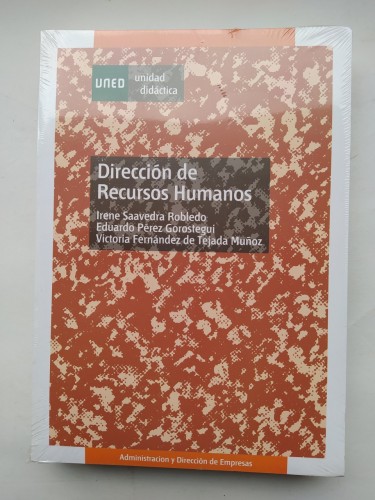 UNED
unidad
didáctica
Dirección de
Recursos Humanos
Irene Saavedra Robledo
Eduardo Pérez Gorostegui
Victoria Fernández de Tejada Muñoz
Administracion y Dirección de Empresas